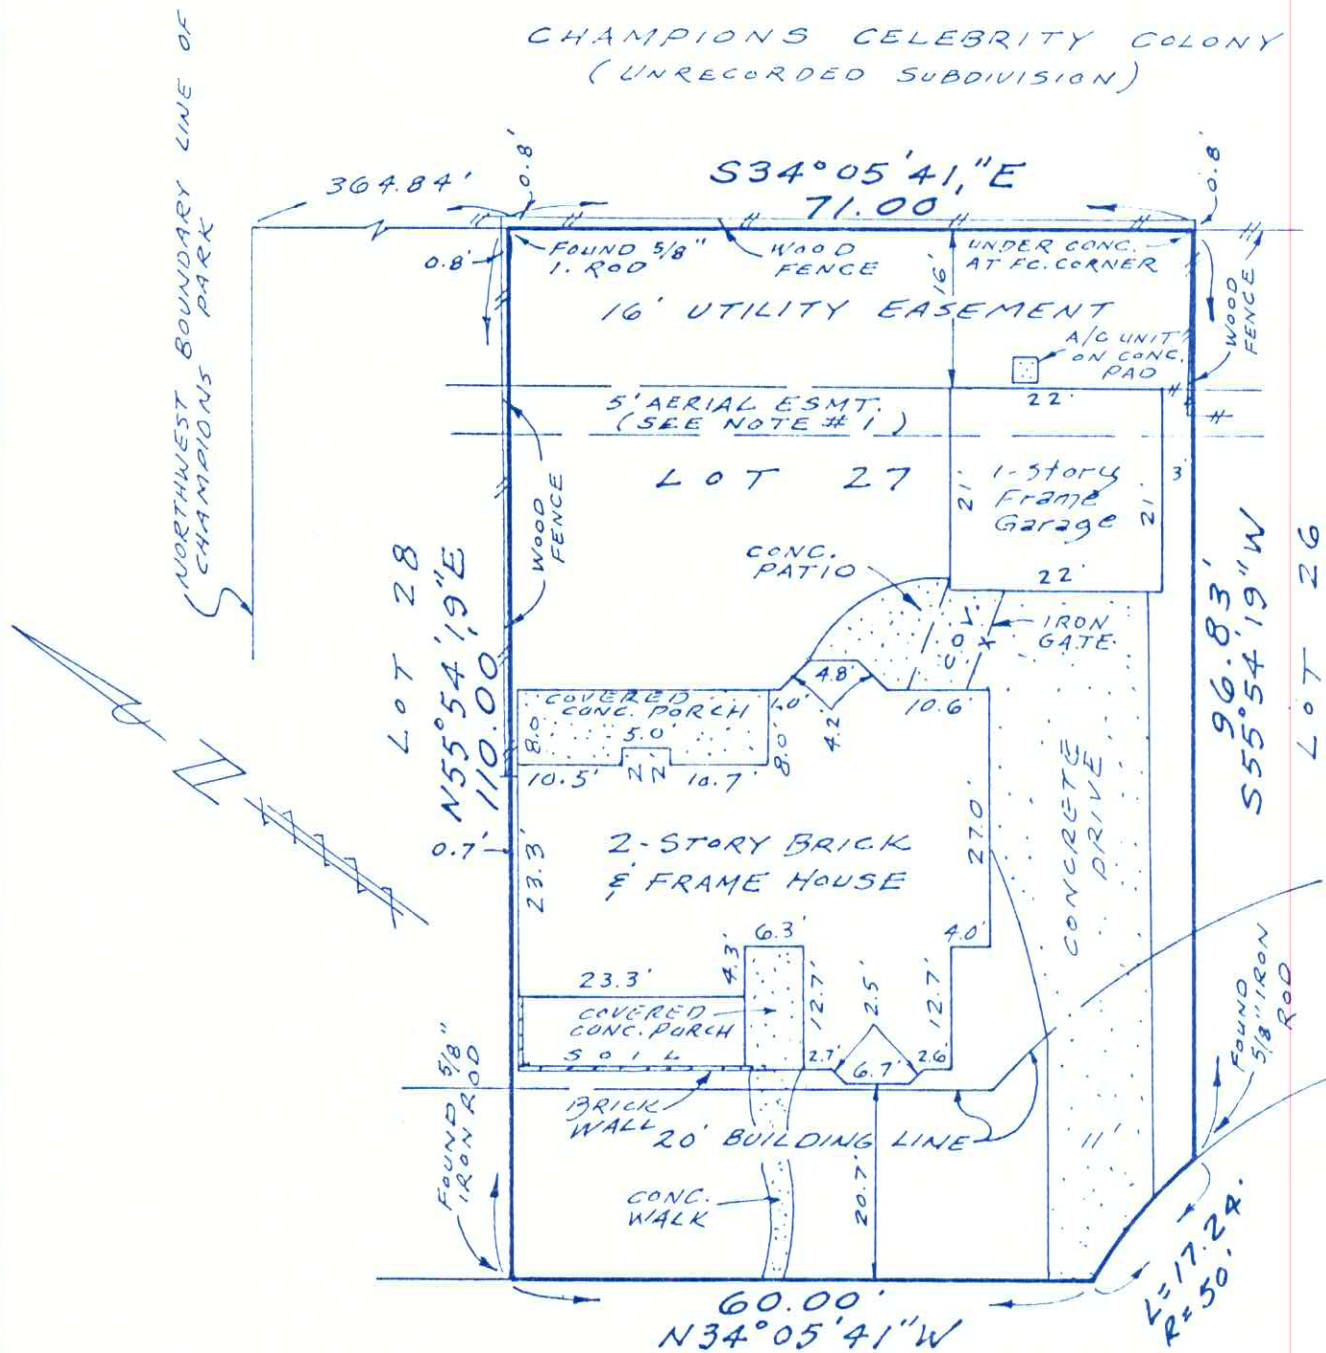 CHAMPIONS CELEBRITY COLONY
(UNRECORDED SUBDIVISION)
NORTHWEST BOUNDARY LINE OF
CHAMPIONS PARK
364.84'
0.8'
S34°05'41"E
71.00'
0.8'
0.8'
FOUND 5/8"
I. ROD
WOOD
FENCE
UNDER CONC.
AT FC. CORNER
WOOD
FENCE
16'
16' UTILITY EASEMENT
A/C UNIT
ON CONC.
PAD
5' AERIAL ESMT.
(SEE NOTE #1)
22'
LOT 27
21'
1-Story
Frame
Garage
21'
3'
22'
WOOD
FENCE
LOT 28
N55°54'19"E
110.00'
96.83'
S55°54'19"W
LOT 26
CONC.
PATIO
COV.
IRON
GATE
COVERED
CONC. PORCH
8.0
5.0'
10.5'
2'
2'
10.7'
8.0'
1.0'
4.8'
4.2'
10.6'
0.7'
23.3'
2-STORY BRICK
& FRAME HOUSE
27.0'
CONCRETE
DRIVE
6.3'
4.0'
4.3'
23.3'
COVERED
CONC. PORCH
SOIL
12.7'
2.5'
12.7'
2.7'
6.7'
2.6'
FOUND 5/8"
IRON ROD
FOUND
5/8" IRON
ROD
BRICK
WALL
20' BUILDING LINE
11'
CONC.
WALK
20.7'
60.00'
N34°05'41"W
L=17.24'
R=50'